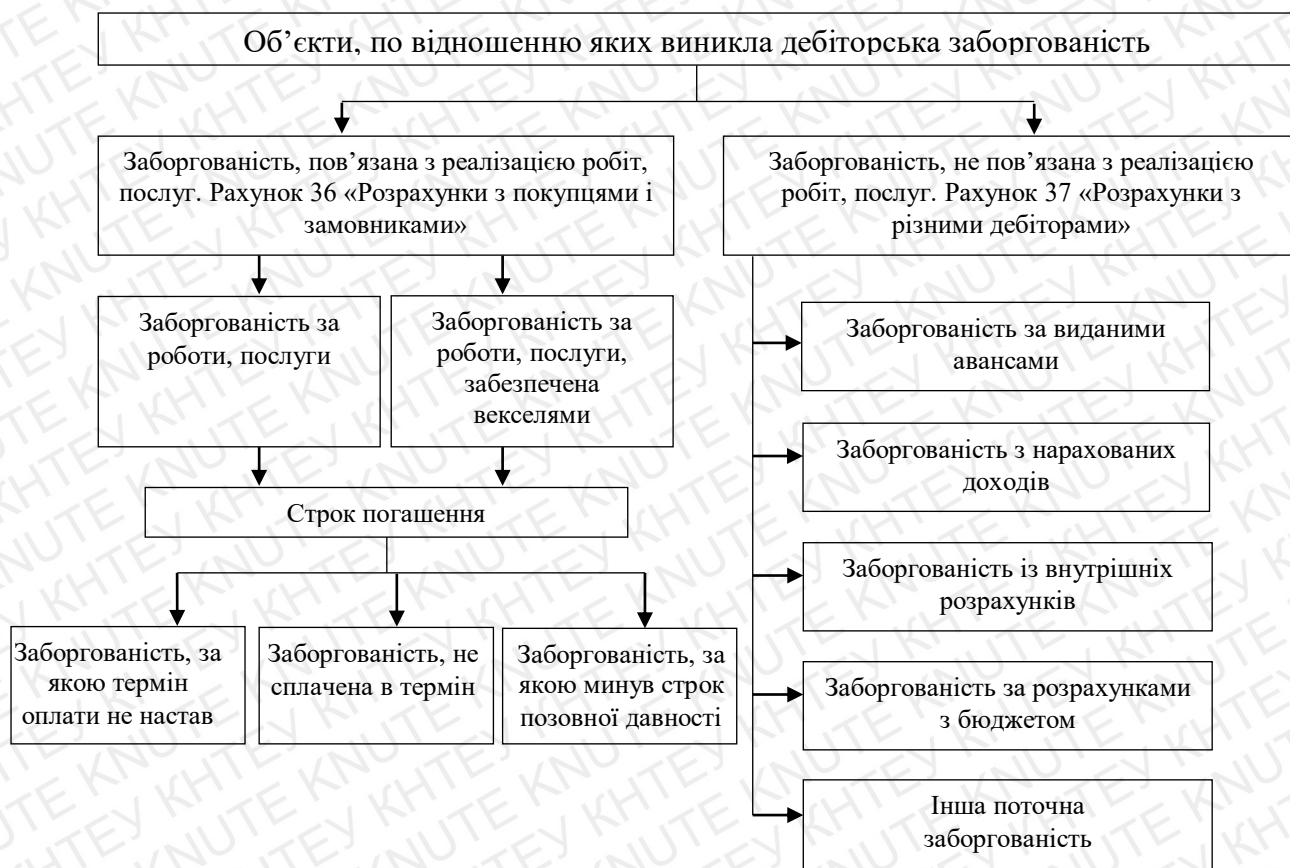 Об’єкти, по відношенню яких виникла дебіторська заборгованість
Заборгованість, пов’язана з реалізацією робіт,
послуг. Рахунок 36 «Розрахунки з покупцями і
замовниками»
Заборгованість, не пов’язана з реалізацією
робіт, послуг. Рахунок 37 «Розрахунки з
різними дебіторами»
Заборгованість за
роботи, послуги
Заборгованість за
роботи, послуги,
забезпечена
векселями
Строк погашення
Заборгованість, за
якою термін
оплати не настав
Заборгованість, не
сплачена в термін
Заборгованість, за
якою минув строк
позовної давності
Заборгованість за виданими
авансами
Заборгованість з нарахованих
доходів
Заборгованість із внутрішніх
розрахунків
Заборгованість за розрахунками
з бюджетом
Інша поточна
заборгованість